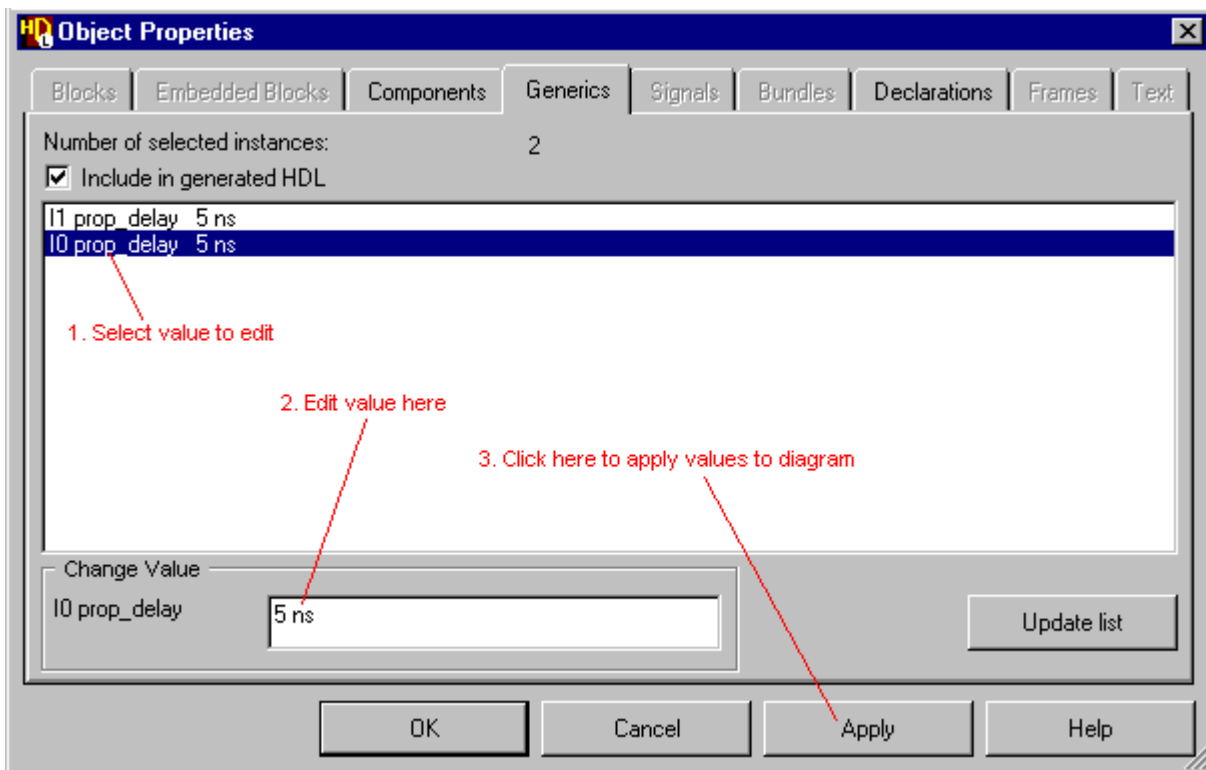 HD L Object Properties
Blocks Embedded Blocks Components Generics Signals Bundles Declarations Frames Text
Number of selected instances: 2
Include in generated HDL
I1 prop_delay 5 ns
I0 prop_delay 5 ns
1. Select value to edit
2. Edit value here
3. Click here to apply values to diagram
Change Value
I0 prop_delay 5 ns
Update list
OK Cancel Apply Help